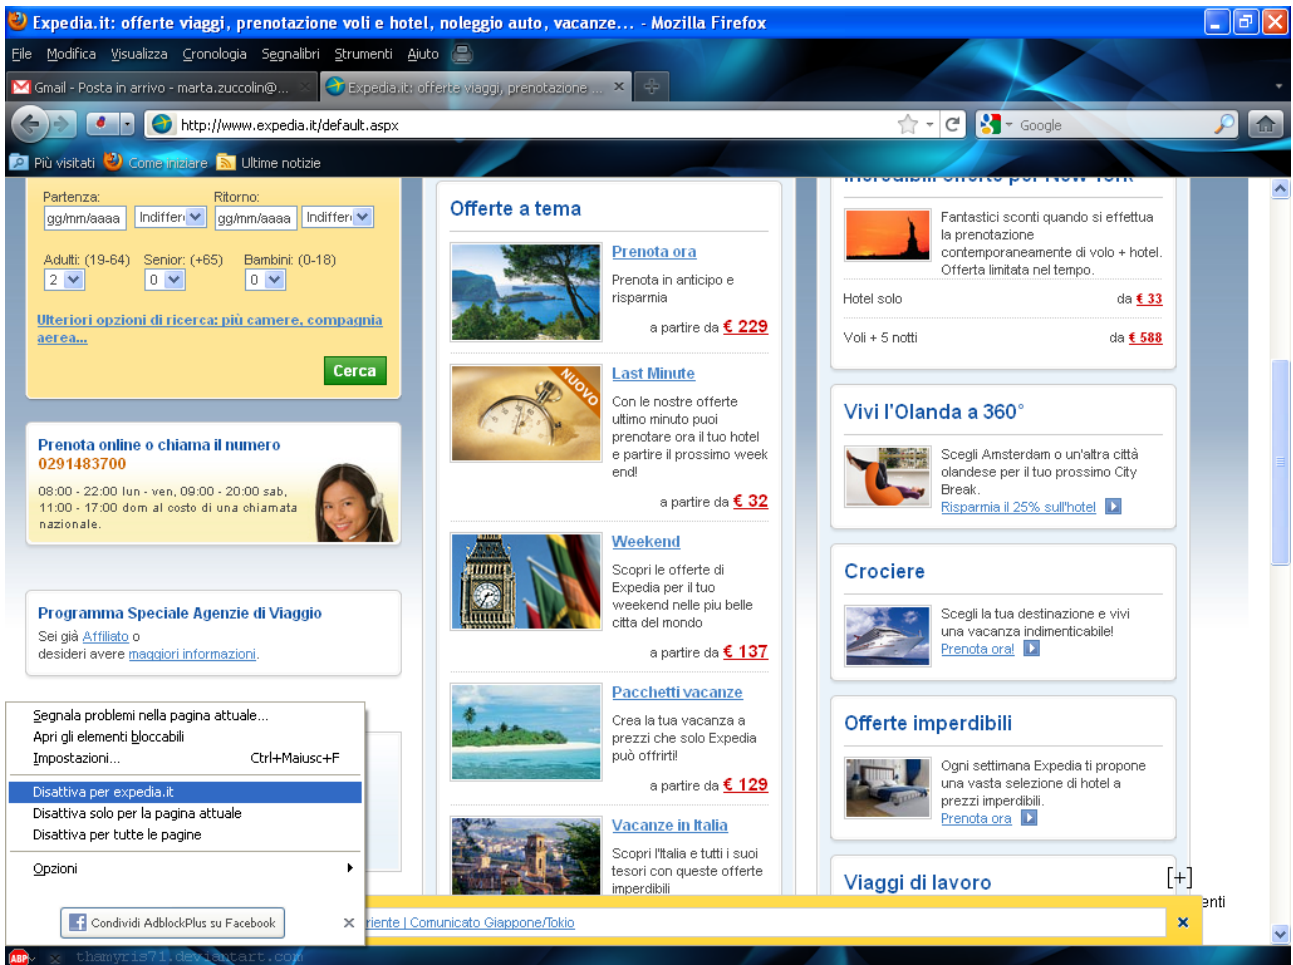 Expedia.it: offerte viaggi, prenotazione voli e hotel, noleggio auto, vacanze... - Mozilla Firefox
File Modifica Visualizza Cronologia Segnalibri Strumenti Aiuto
Gmail - Posta in arrivo - marta.zuccolin@...
Expedia.it: offerte viaggi, prenotazione ...
http://www.expedia.it/default.aspx
Google
Più visitati Come iniziare Ultime notizie
Partenza: Ritorno:
gg/mm/aaaa Indiffer gg/mm/aaaa Indiffer
Adulti: (19-64) Senior: (+65) Bambini: (0-18)
2 0 0
Ulteriori opzioni di ricerca: più camere, compagnia
aerea...
Cerca
Prenota online o chiama il numero
0291483700
08:00 - 22:00 lun - ven, 09:00 - 20:00 sab,
11:00 - 17:00 dom al costo di una chiamata
nazionale.
Programma Speciale Agenzie di Viaggio
Sei già Affiliato o
desideri avere maggiori informazioni.
Segnala problemi nella pagina attuale...
Apri gli elementi bloccabili
Impostazioni... Ctrl+Maiusc+F
Disattiva per expedia.it
Disattiva solo per la pagina attuale
Disattiva per tutte le pagine
Opzioni
Condividi AdblockPlus su Facebook
Offerte a tema
Prenota ora
Prenota in anticipo e
risparmia
a partire da € 229
NUOVO
Last Minute
Con le nostre offerte
ultimo minuto puoi
prenotare ora il tuo hotel
e partire il prossimo week
end!
a partire da € 32
Weekend
Scopri le offerte di
Expedia per il tuo
weekend nelle piu belle
citta del mondo
a partire da € 137
Pacchetti vacanze
Crea la tua vacanza a
prezzi che solo Expedia
può offrirti!
a partire da € 129
Vacanze in Italia
Scopri l'Italia e tutti i suoi
tesori con queste offerte
imperdibili
Incredibili offerte per New York
Fantastici sconti quando si effettua
la prenotazione
contemporaneamente di volo + hotel.
Offerta limitata nel tempo.
Hotel solo da € 33
Voli + 5 notti da € 588
Vivi l'Olanda a 360°
Scegli Amsterdam o un'altra città
olandese per il tuo prossimo City
Break.
Risparmia il 25% sull'hotel
Crociere
Scegli la tua destinazione e vivi
una vacanza indimenticabile!
Prenota ora!
Offerte imperdibili
Ogni settimana Expedia ti propone
una vasta selezione di hotel a
prezzi imperdibili.
Prenota ora
Viaggi di lavoro
[+]
enti
riente | Comunicato Giappone/Tokio
ABP
thamyris71.deviantart.com